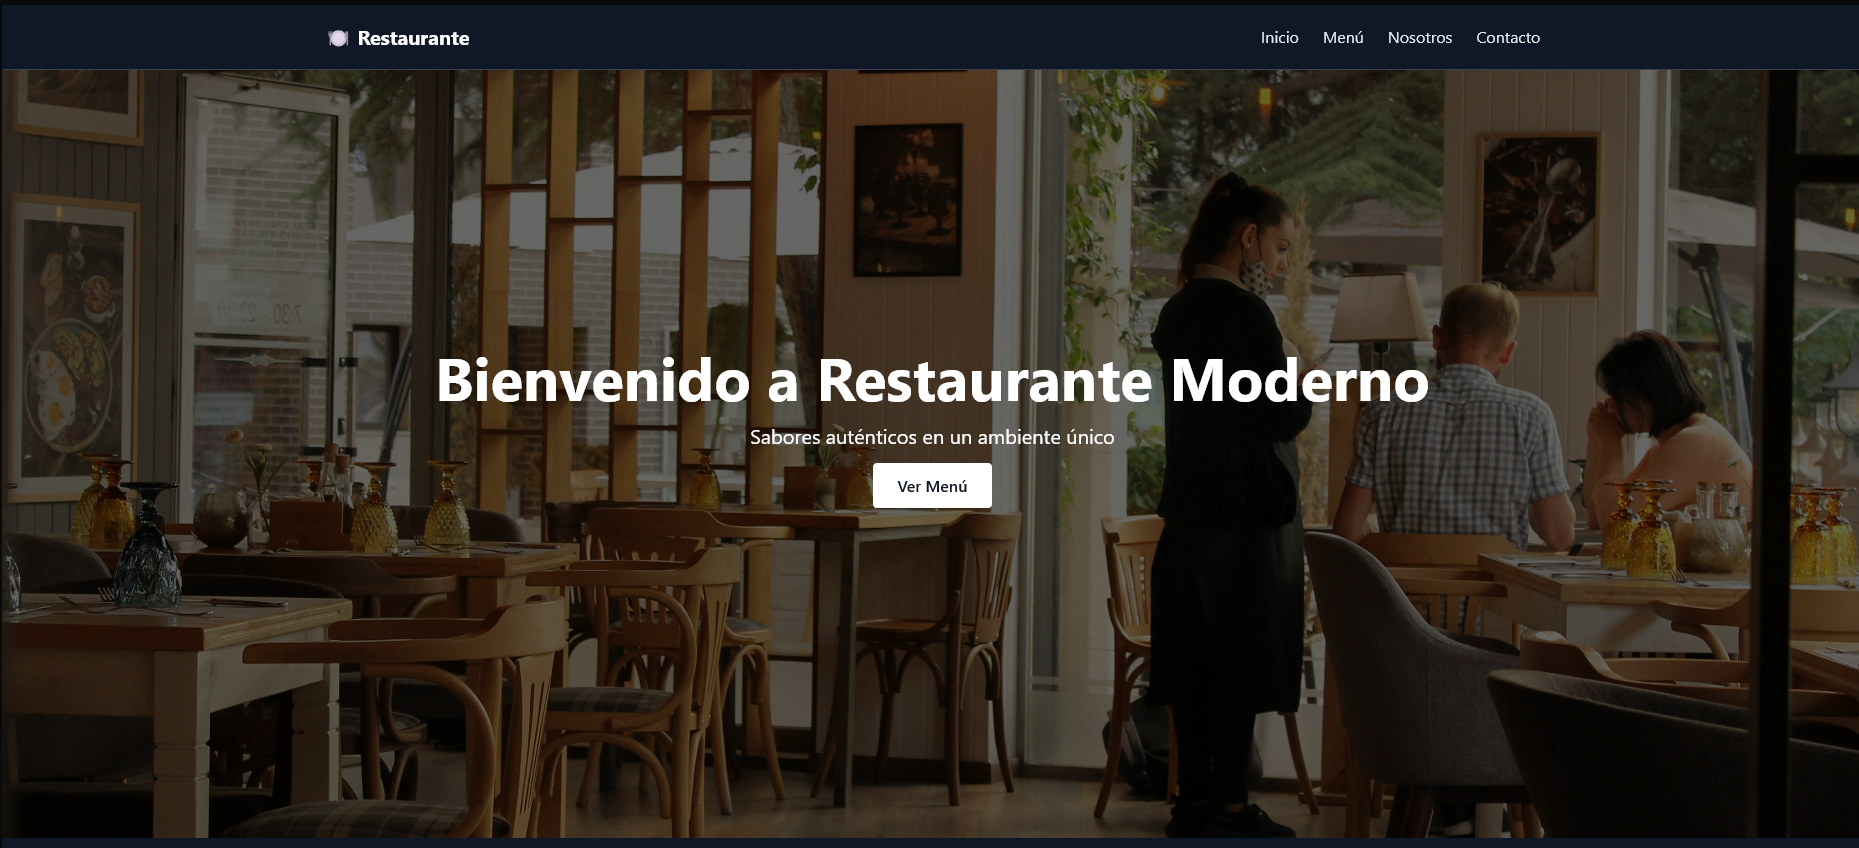 Restaurante
Inicio Menú Nosotros Contacto
Bienvenido a Restaurante Moderno
Sabores auténticos en un ambiente único
Ver Menú